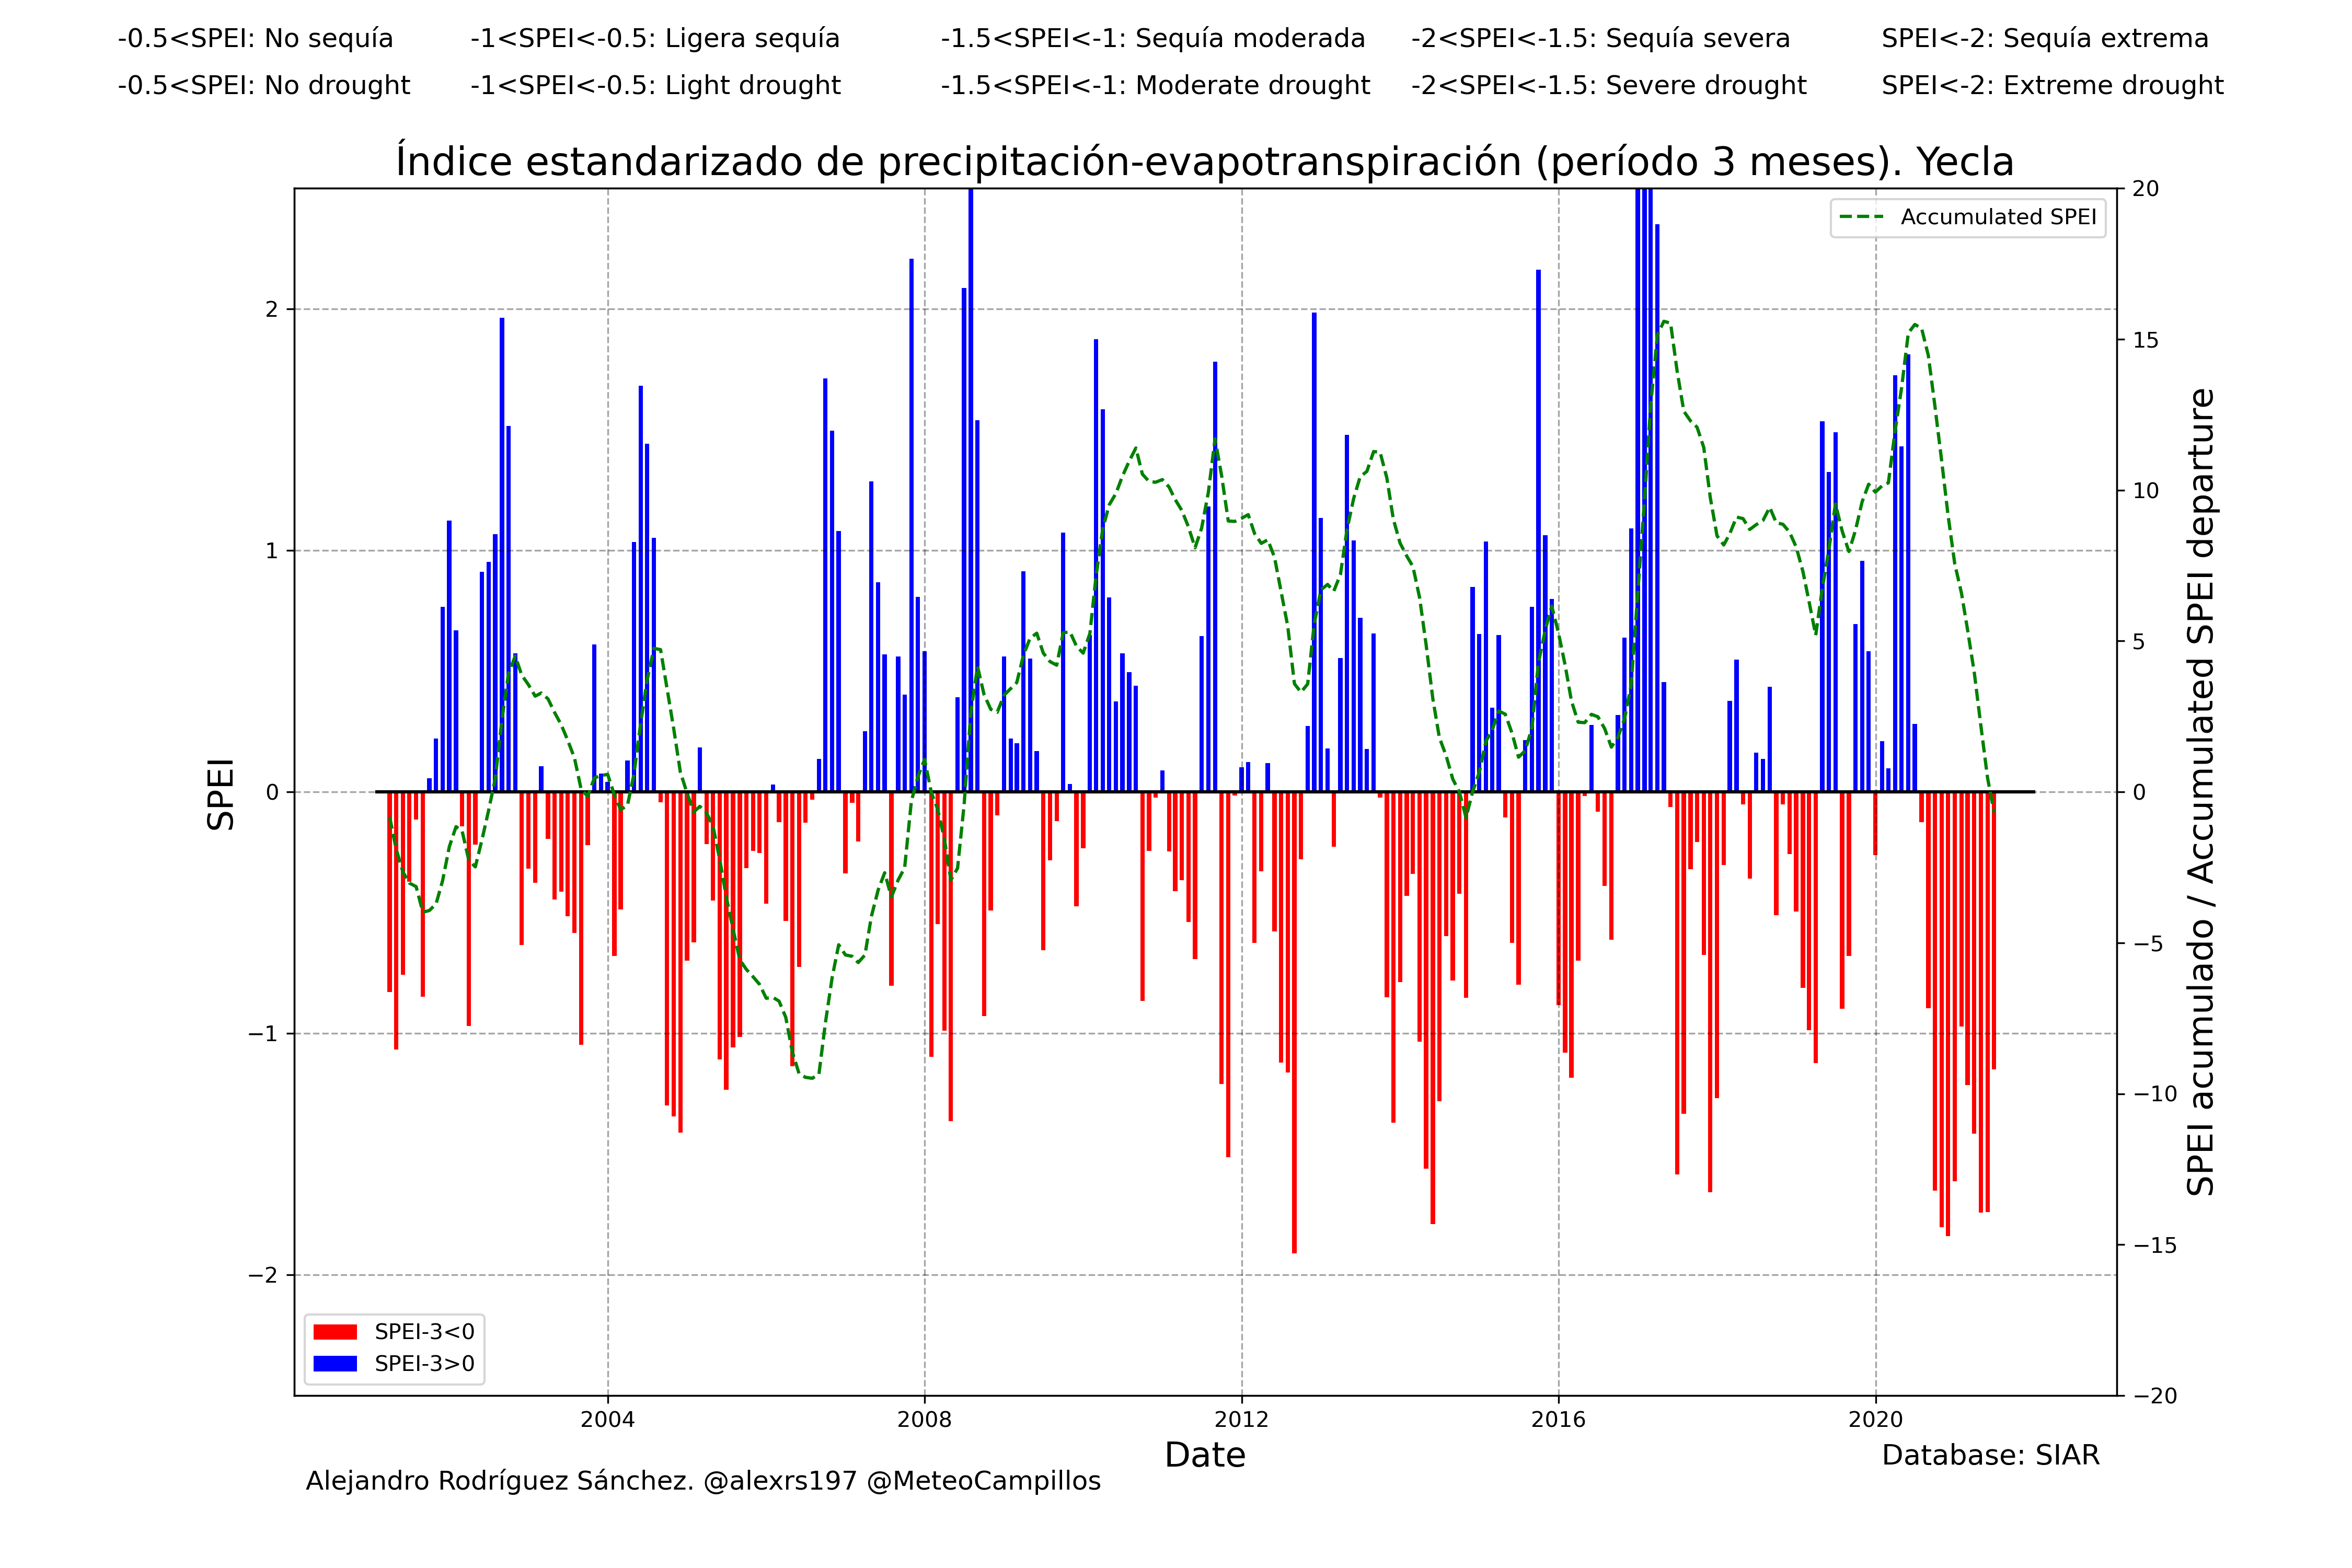 -0.5<SPEI: No sequía
-1<SPEI<-0.5: Ligera sequía
-1.5<SPEI<-1: Sequía moderada
-2<SPEI<-1.5: Sequía severa
SPEI<-2: Sequía extrema
-0.5<SPEI: No drought
-1<SPEI<-0.5: Light drought
-1.5<SPEI<-1: Moderate drought
-2<SPEI<-1.5: Severe drought
SPEI<-2: Extreme drought
Índice estandarizado de precipitación-evapotranspiración (período 3 meses). Yecla
Accumulated SPEI
SPEI
2
1
0
−1
−2
20
15
10
5
0
−5
−10
−15
−20
SPEI acumulado / Accumulated SPEI departure
SPEI-3<0
SPEI-3>0
2004
2008
2012
2016
2020
Date
Database: SIAR
Alejandro Rodríguez Sánchez. @alexrs197 @MeteoCampillos